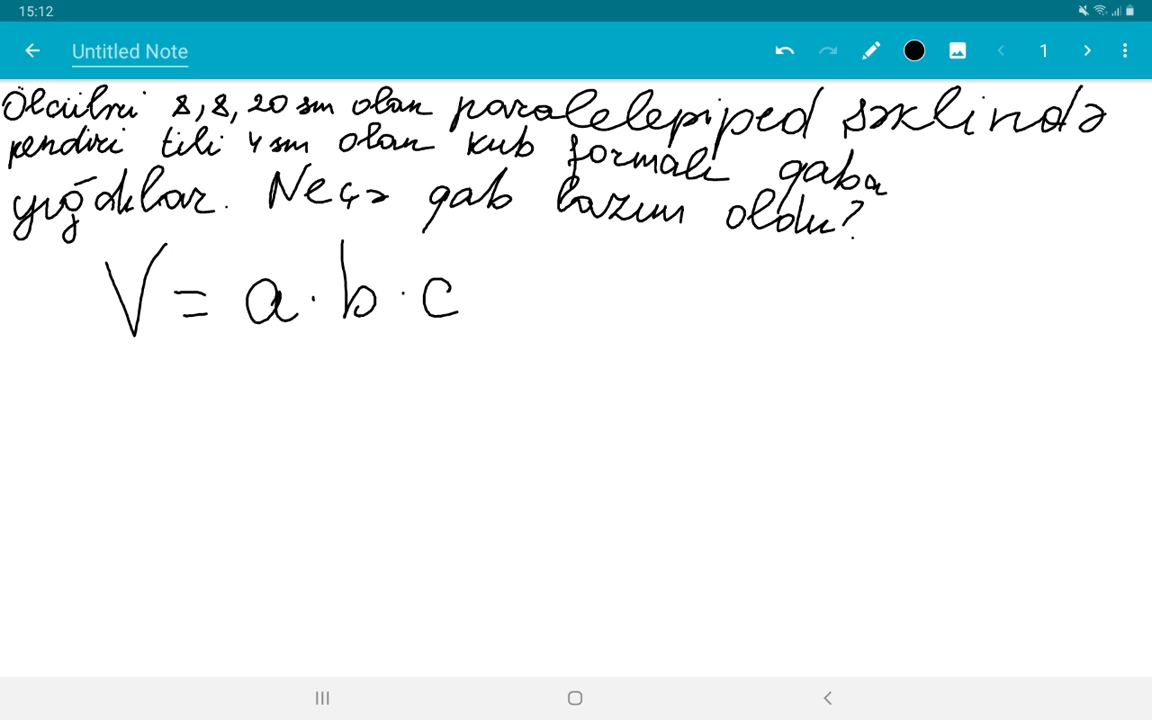 15:12
Untitled Note
1
Ölcüləri 8, 8, 20 sm olan paralelepiped şəklində
pendiri tili 4 sm olan kub formalı qaba
yığdılar. Neçə qab lazım oldu?
V = a · b · c